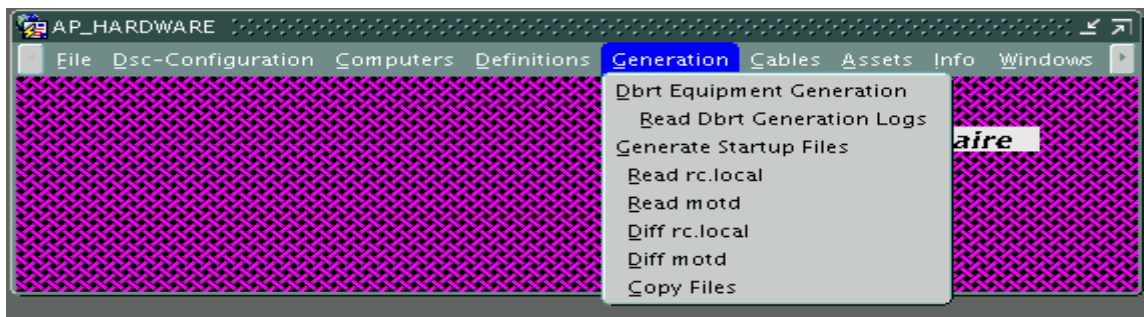 AP_HARDWARE
File Dsc-Configuration Computers Definitions Generation Cables Assets Info Windows
Dbrt Equipment Generation
Read Dbrt Generation Logs
aire
Generate Startup Files
Read rc.local
Read motd
Diff rc.local
Diff motd
Copy Files